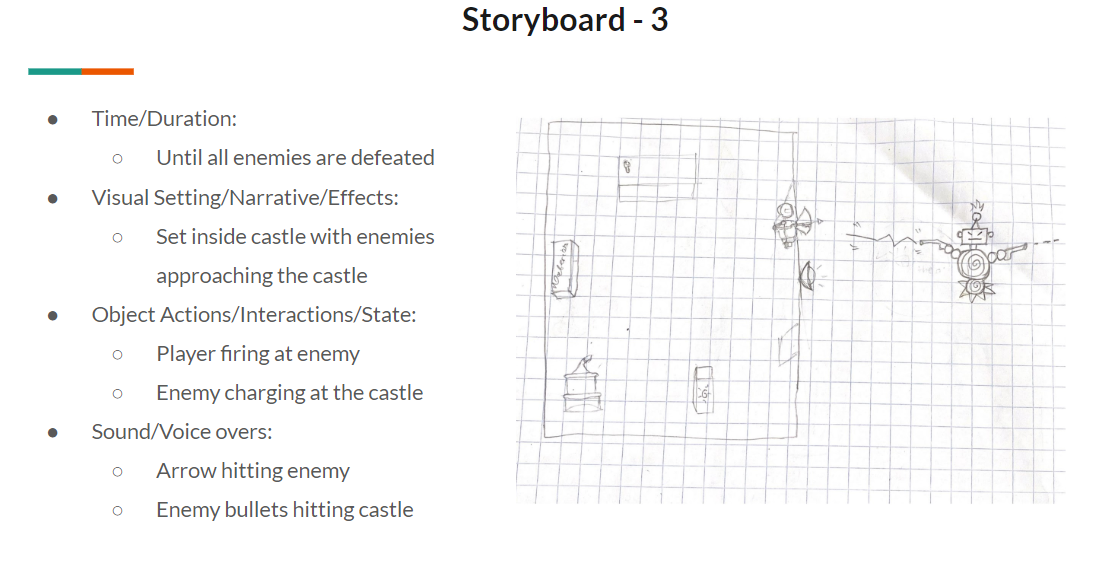 Storyboard - 3
● Time/Duration:
○ Until all enemies are defeated
● Visual Setting/Narrative/Effects:
○ Set inside castle with enemies
approaching the castle
● Object Actions/Interactions/State:
○ Player firing at enemy
○ Enemy charging at the castle
● Sound/Voice overs:
○ Arrow hitting enemy
○ Enemy bullets hitting castle